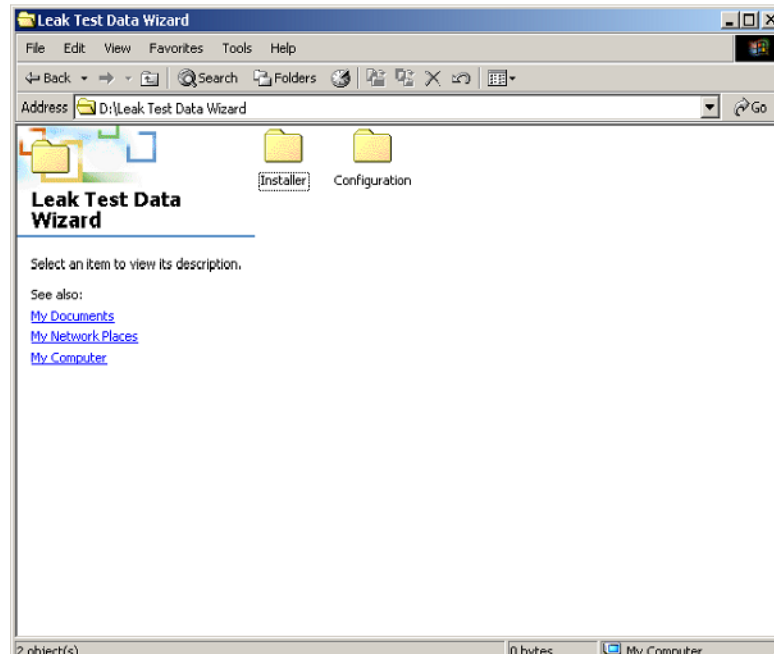 Leak Test Data Wizard
File Edit View Favorites Tools Help
Back Search Folders
Address D:\Leak Test Data Wizard Go
Installer Configuration
Leak Test Data
Wizard
Select an item to view its description.
See also:
My Documents
My Network Places
My Computer
2 object(s) 0 bytes My Computer